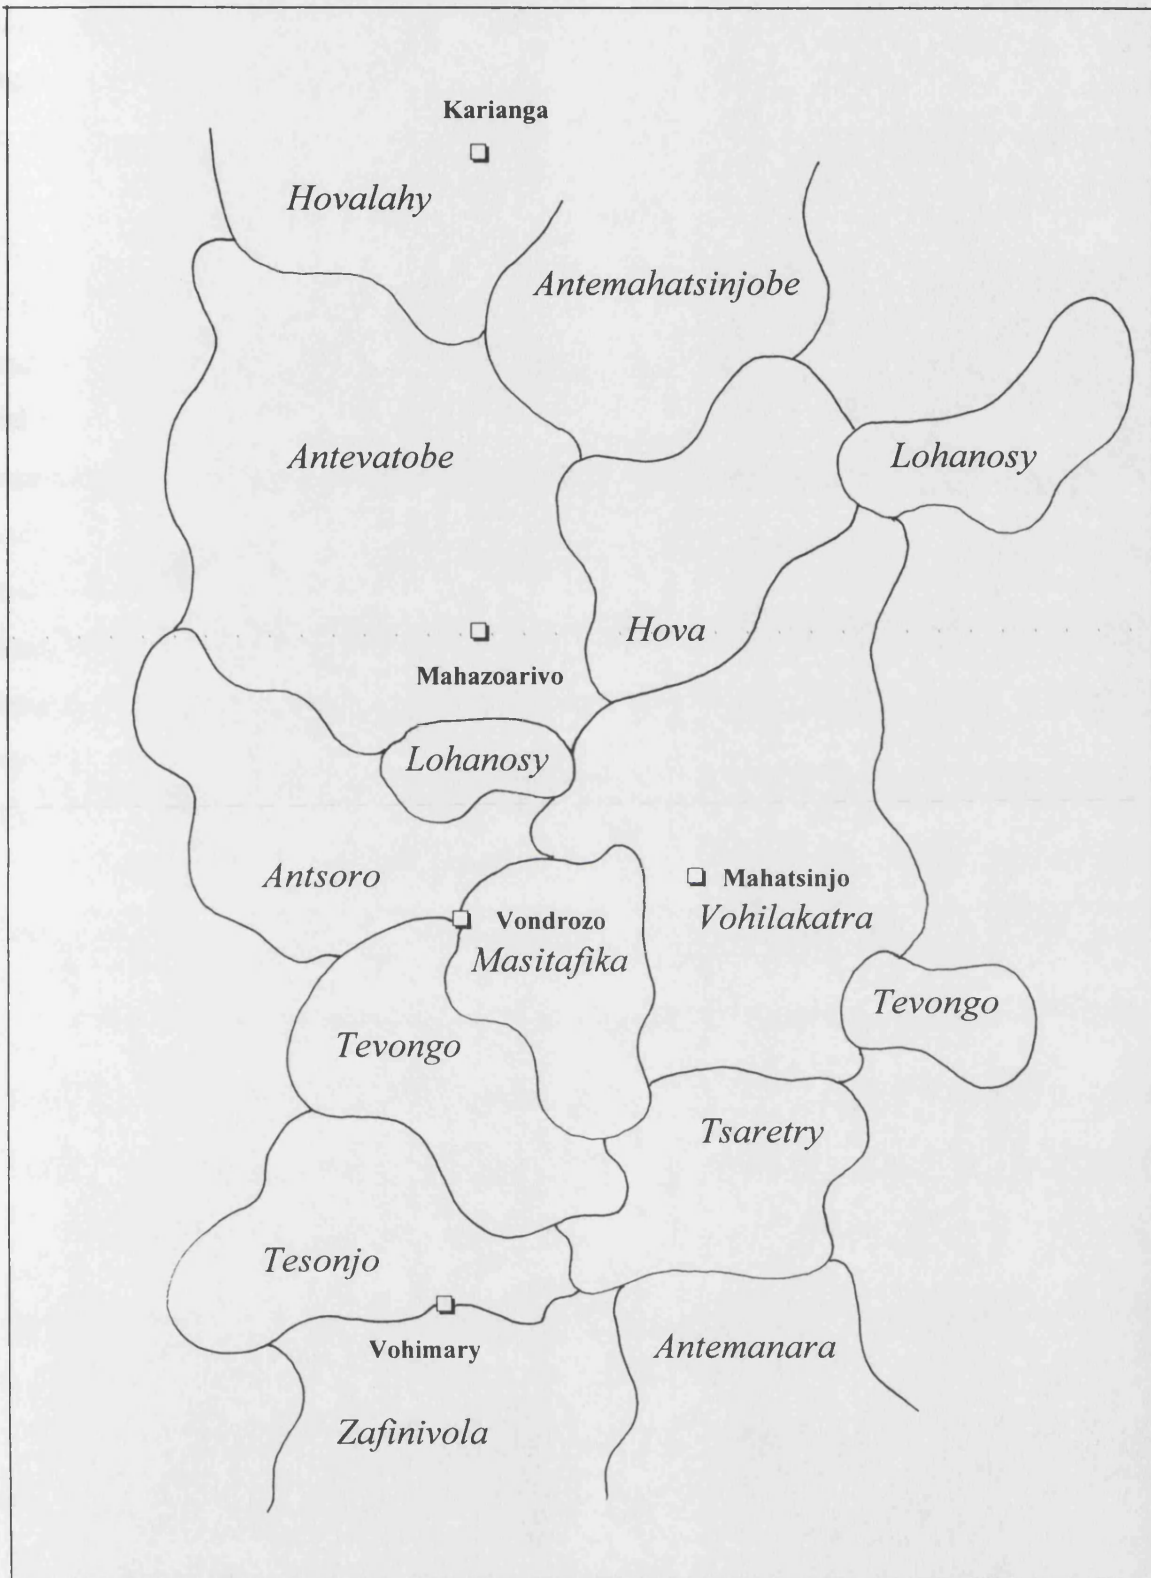 Karianga
Hovalahy
Antemahatsinjobe
Antevatobe
Lohanosy
Hova
Mahazoarivo
Lohanosy
Antsoro
Mahatsinjo
Vohilakatra
Vondrozo
Masitafika
Tevongo
Tevongo
Tsaretry
Tesonjo
Vohimary
Antemanara
Zafinivola